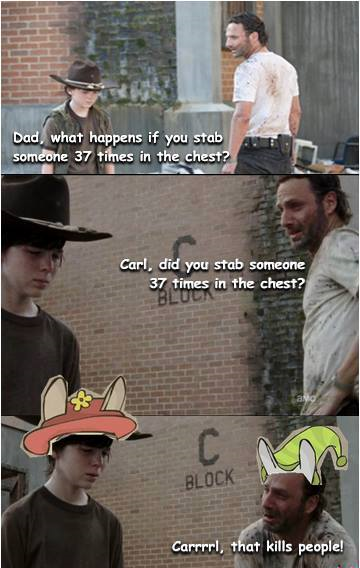 Dad, what happens if you stab
someone 37 times in the chest?
Carl, did you stab someone
37 times in the chest?
C
BLOCK
amc
C
BLOCK
Carrrrl, that kills people!